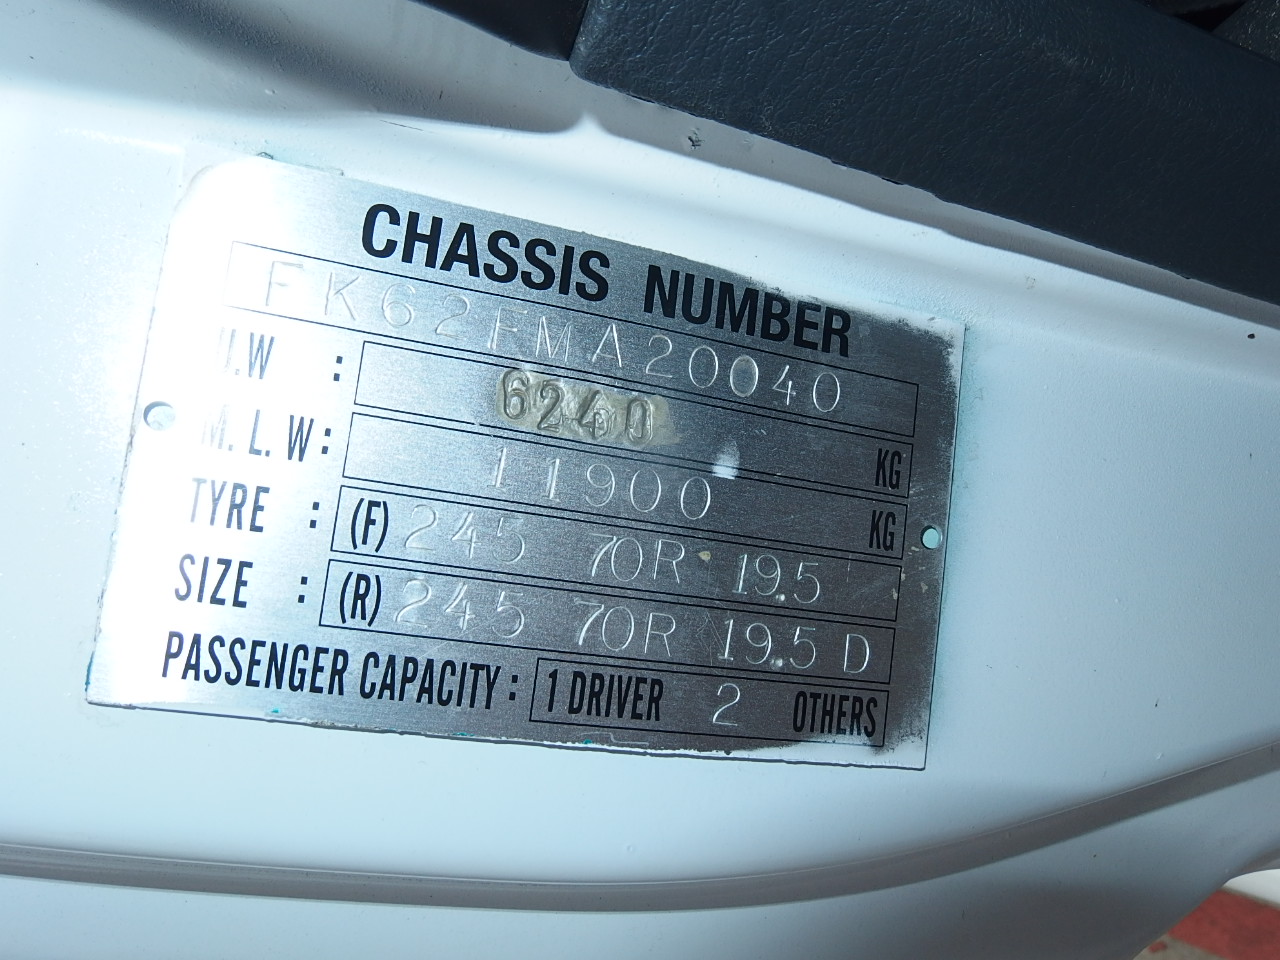 CHASSIS NUMBER
FK62FMA20040
U.W : 6240 KG
M.L.W: 11900 KG
TYRE : (F) 245 70R 19.5
SIZE : (R) 245 70R 19.5 D
PASSENGER CAPACITY: 1 DRIVER 2 OTHERS